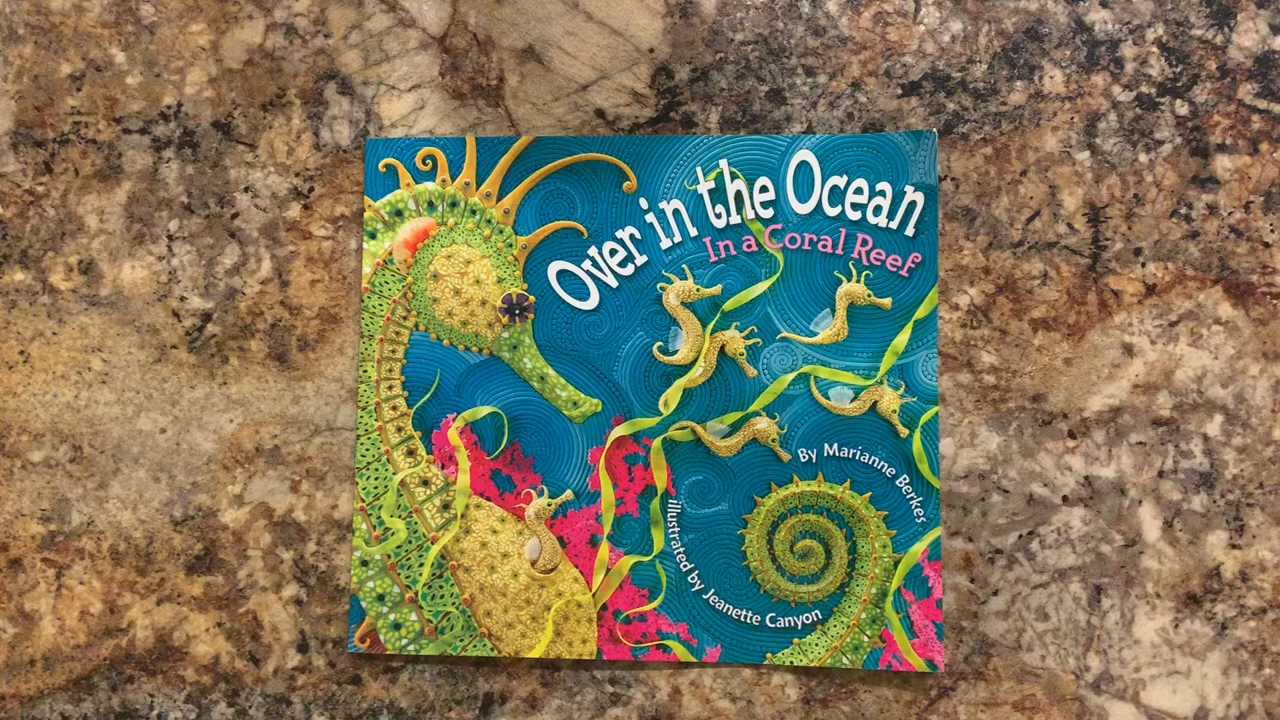 Over in the Ocean
In a Coral Reef
By Marianne Berkes
illustrated by Jeanette Canyon